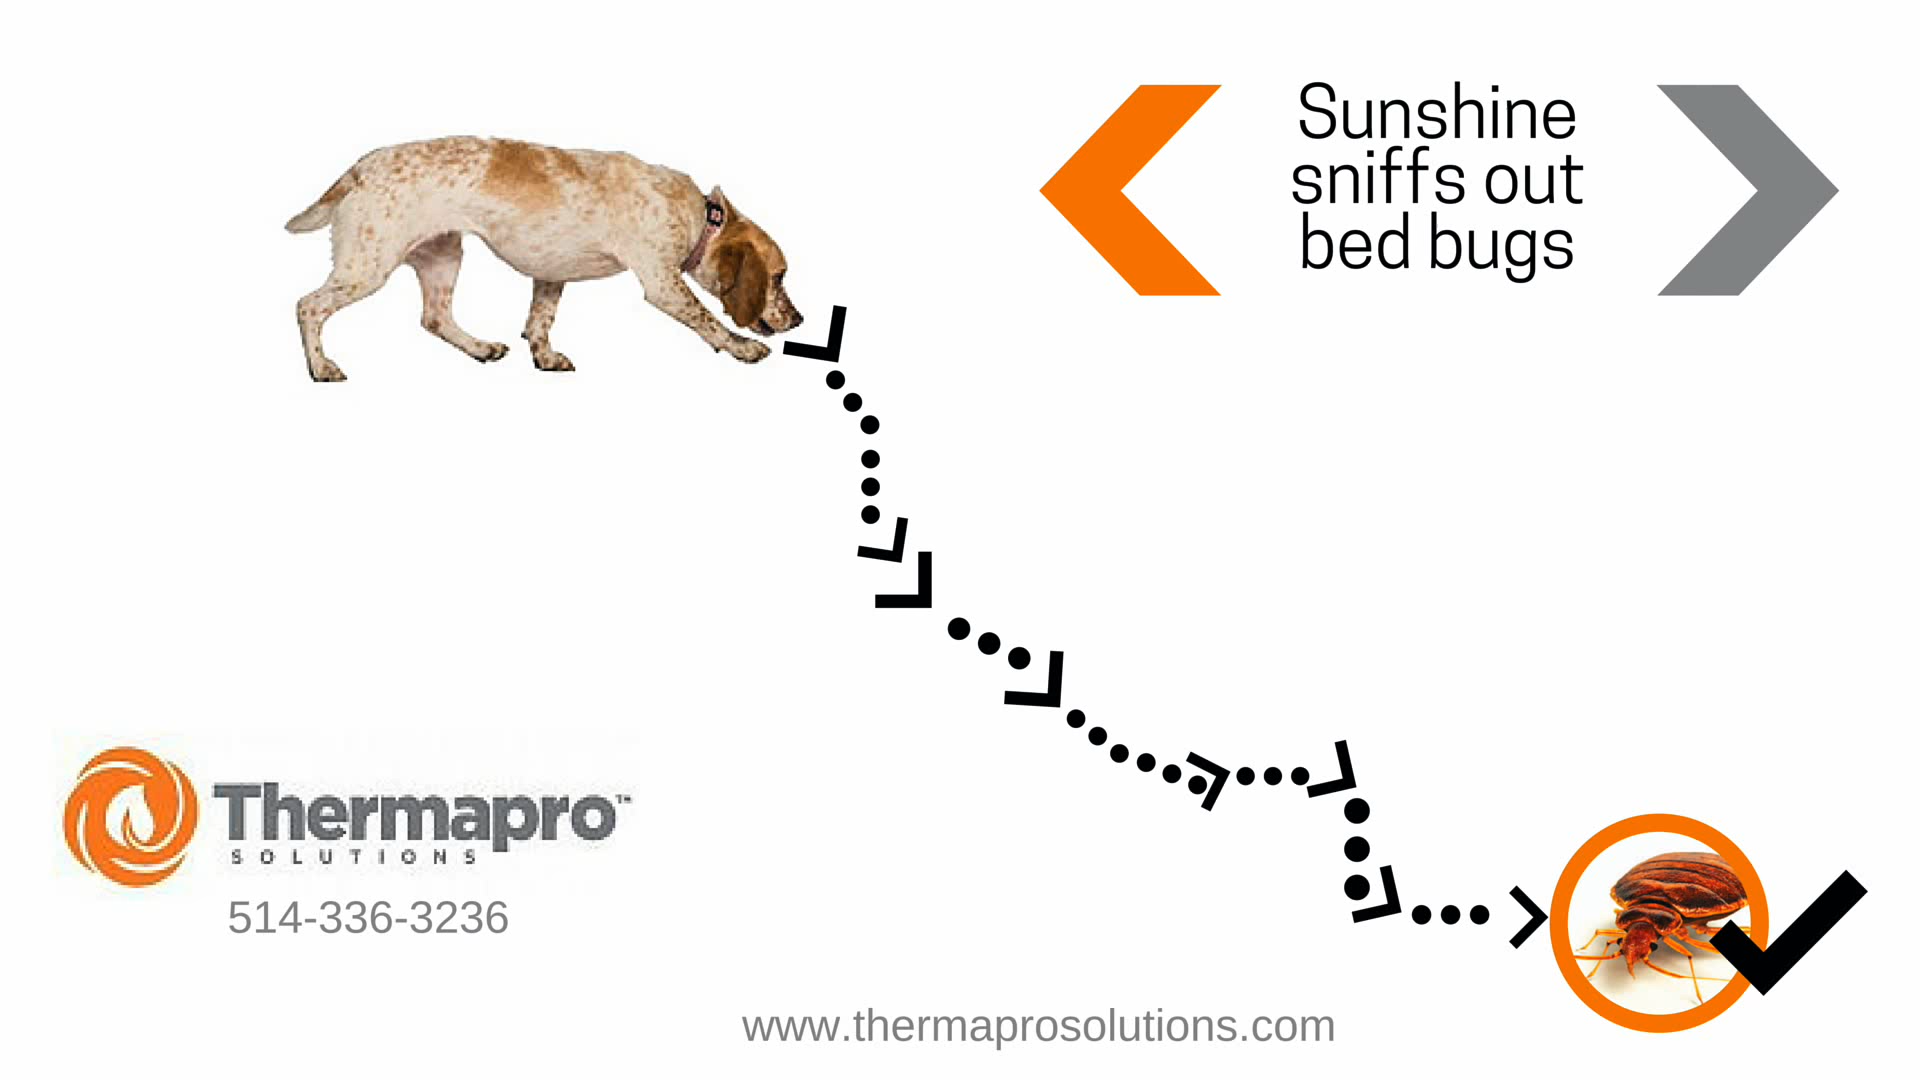 Sunshine
sniffs out
bed bugs
Thermapro™
SOLUTIONS
514-336-3236
www.thermaprosolutions.com